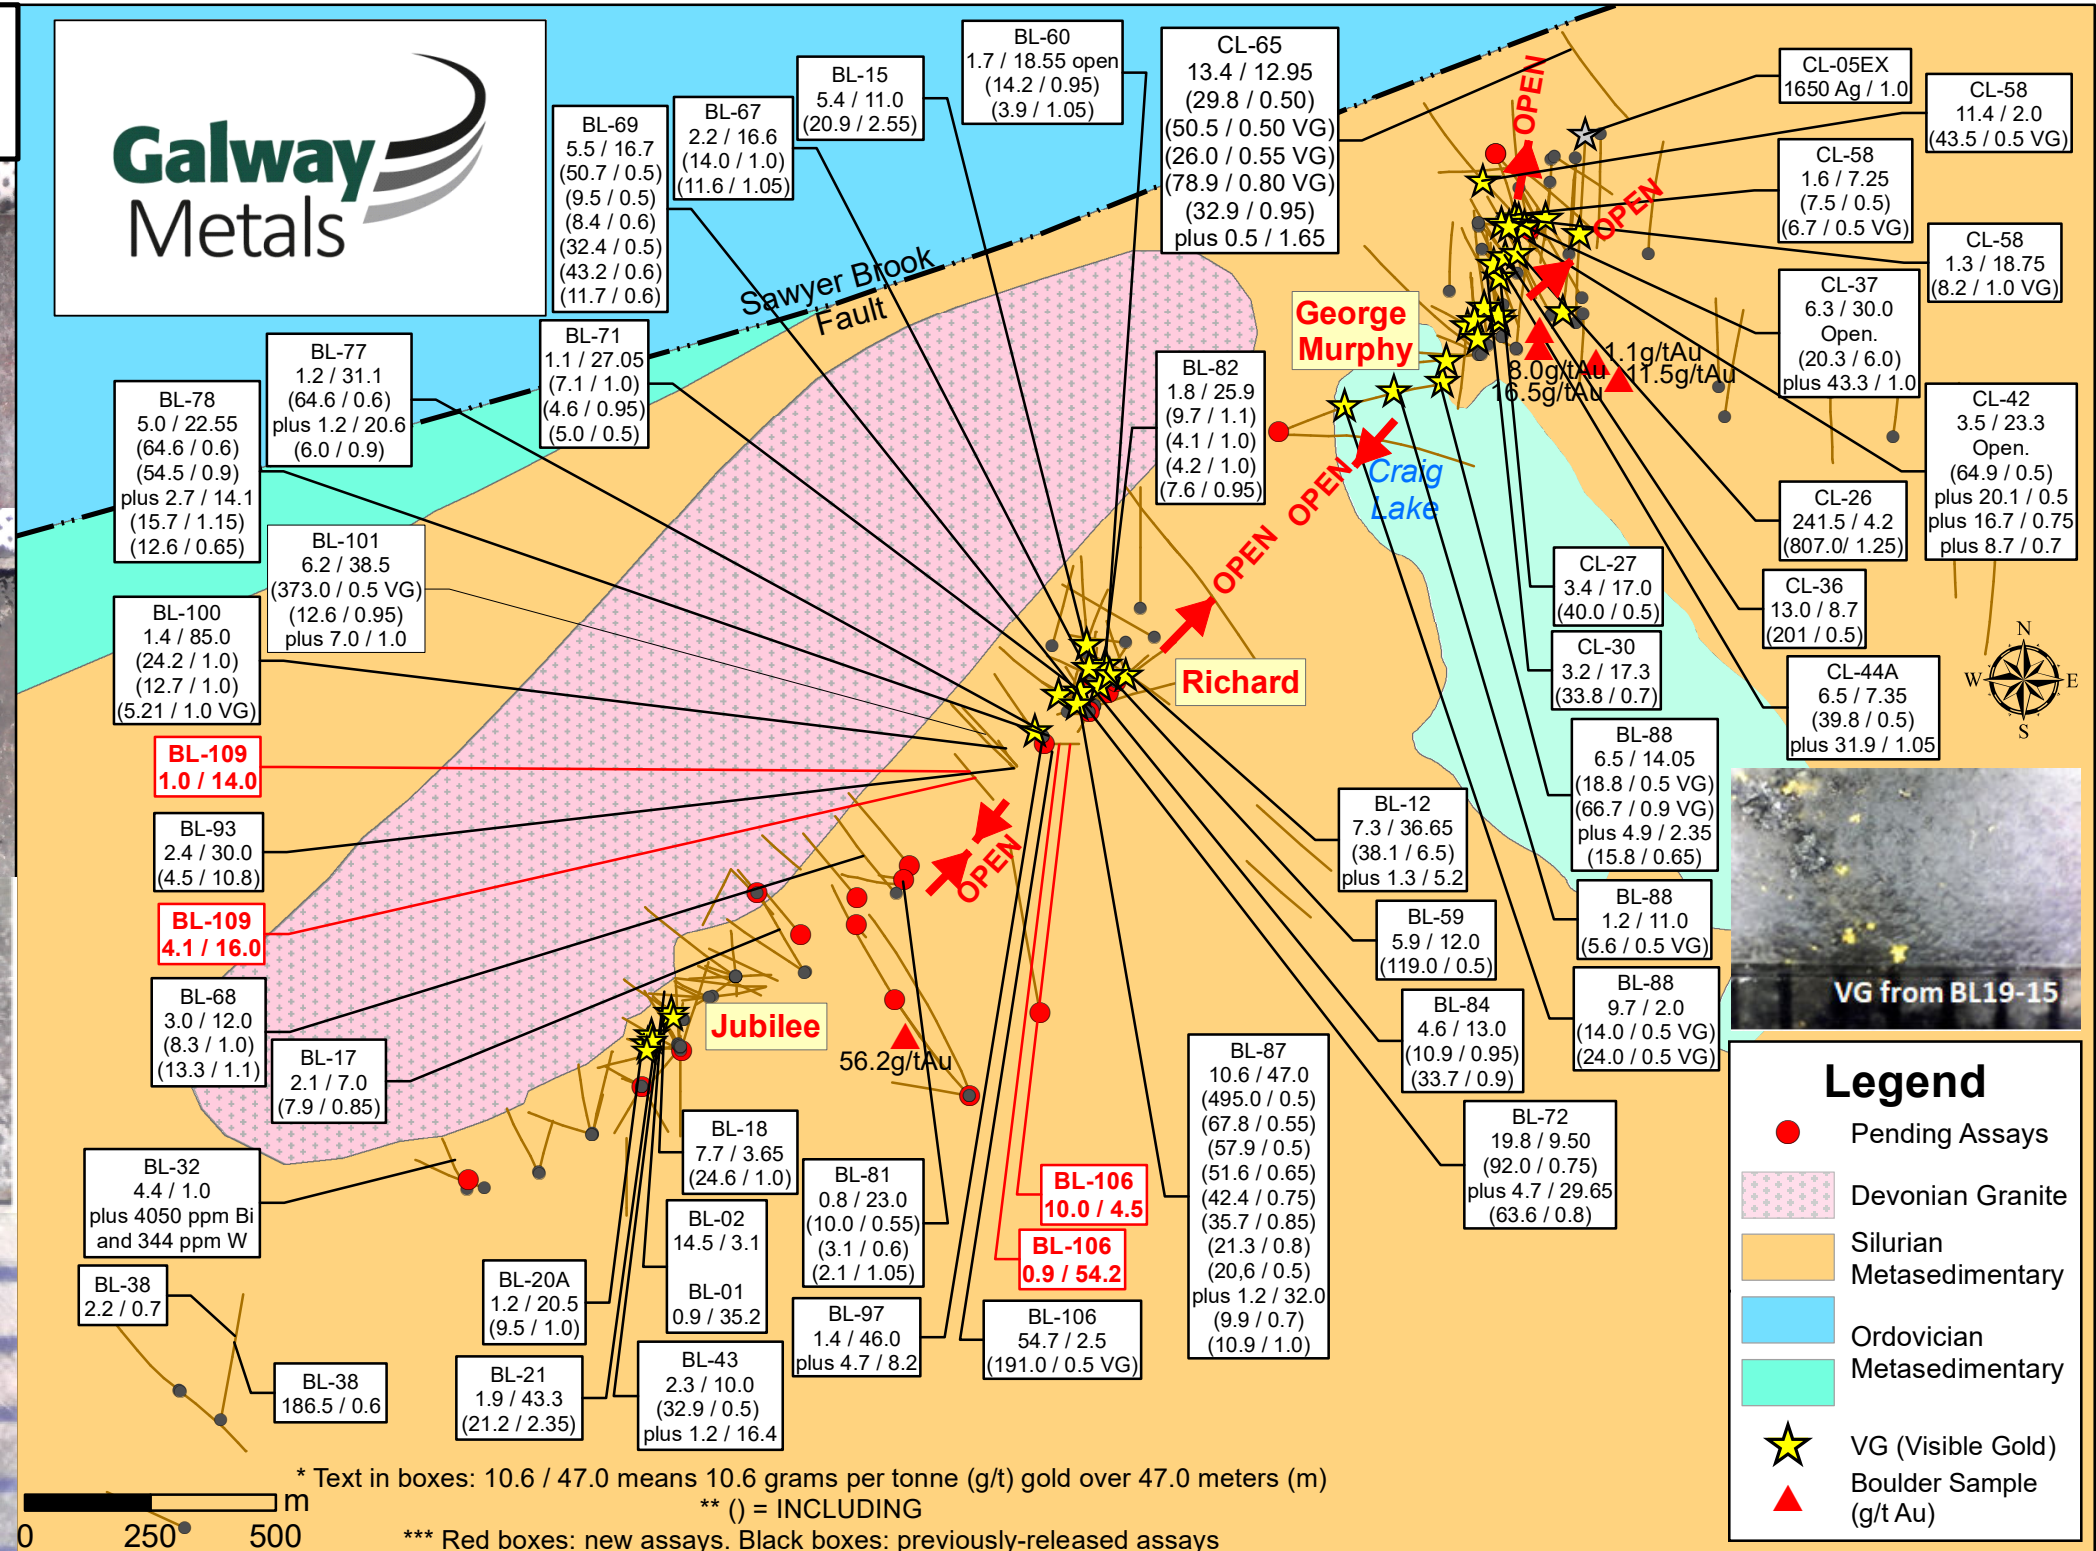 Galway
Metals
BL-60
1.7 / 18.55 open
(14.2 / 0.95)
(3.9 / 1.05)
CL-65
13.4 / 12.95
(29.8 / 0.50)
(50.5 / 0.50 VG)
(26.0 / 0.55 VG)
(78.9 / 0.80 VG)
(32.9 / 0.95)
plus 0.5 / 1.65
BL-15
5.4 / 11.0
(20.9 / 2.55)
BL-67
2.2 / 16.6
(14.0 / 1.0)
(11.6 / 1.05)
BL-69
5.5 / 16.7
(50.7 / 0.5)
(9.5 / 0.5)
(8.4 / 0.6)
(32.4 / 0.5)
(43.2 / 0.6)
(11.7 / 0.6)
CL-05EX
1650 Ag / 1.0
CL-58
11.4 / 2.0
(43.5 / 0.5 VG)
CL-58
1.6 / 7.25
(7.5 / 0.5)
(6.7 / 0.5 VG)
CL-58
1.3 / 18.75
(8.2 / 1.0 VG)
CL-37
6.3 / 30.0
Open.
(20.3 / 6.0)
plus 43.3 / 1.0
CL-42
3.5 / 23.3
Open.
(64.9 / 0.5)
plus 20.1 / 0.5
plus 16.7 / 0.75
plus 8.7 / 0.7
OPEN
OPEN
Sawyer Brook
Fault
George
Murphy
1.1g/tAu
8.0g/tAu
11.5g/tAu
16.5g/tAu
BL-71
1.1 / 27.05
(7.1 / 1.0)
(4.6 / 0.95)
(5.0 / 0.5)
BL-77
1.2 / 31.1
(64.6 / 0.6)
plus 1.2 / 20.6
(6.0 / 0.9)
BL-78
5.0 / 22.55
(64.6 / 0.6)
(54.5 / 0.9)
plus 2.7 / 14.1
(15.7 / 1.15)
(12.6 / 0.65)
BL-82
1.8 / 25.9
(9.7 / 1.1)
(4.1 / 1.0)
(4.2 / 1.0)
(7.6 / 0.95)
OPEN
Craig
Lake
OPEN
CL-26
241.5 / 4.2
(807.0/ 1.25)
BL-101
6.2 / 38.5
(373.0 / 0.5 VG)
(12.6 / 0.95)
plus 7.0 / 1.0
CL-27
3.4 / 17.0
(40.0 / 0.5)
CL-36
13.0 / 8.7
(201 / 0.5)
BL-100
1.4 / 85.0
(24.2 / 1.0)
(12.7 / 1.0)
(5.21 / 1.0 VG)
CL-30
3.2 / 17.3
(33.8 / 0.7)
CL-44A
6.5 / 7.35
(39.8 / 0.5)
plus 31.9 / 1.05
N
W E
S
Richard
BL-109
1.0 / 14.0
BL-88
6.5 / 14.05
(18.8 / 0.5 VG)
(66.7 / 0.9 VG)
plus 4.9 / 2.35
(15.8 / 0.65)
BL-93
2.4 / 30.0
(4.5 / 10.8)
BL-12
7.3 / 36.65
(38.1 / 6.5)
plus 1.3 / 5.2
OPEN
BL-109
4.1 / 16.0
BL-59
5.9 / 12.0
(119.0 / 0.5)
BL-88
1.2 / 11.0
(5.6 / 0.5 VG)
BL-68
3.0 / 12.0
(8.3 / 1.0)
(13.3 / 1.1)
BL-88
9.7 / 2.0
(14.0 / 0.5 VG)
(24.0 / 0.5 VG)
VG from BL19-15
BL-84
4.6 / 13.0
(10.9 / 0.95)
(33.7 / 0.9)
Jubilee
56.2g/tAu
BL-17
2.1 / 7.0
(7.9 / 0.85)
BL-87
10.6 / 47.0
(495.0 / 0.5)
(67.8 / 0.55)
(57.9 / 0.5)
(51.6 / 0.65)
(42.4 / 0.75)
(35.7 / 0.85)
(21.3 / 0.8)
(20,6 / 0.5)
plus 1.2 / 32.0
(9.9 / 0.7)
(10.9 / 1.0)
BL-72
19.8 / 9.50
(92.0 / 0.75)
plus 4.7 / 29.65
(63.6 / 0.8)
BL-18
7.7 / 3.65
(24.6 / 1.0)
BL-32
4.4 / 1.0
plus 4050 ppm Bi
and 344 ppm W
BL-81
0.8 / 23.0
(10.0 / 0.55)
(3.1 / 0.6)
(2.1 / 1.05)
BL-106
10.0 / 4.5
BL-02
14.5 / 3.1
BL-01
0.9 / 35.2
BL-106
0.9 / 54.2
BL-38
2.2 / 0.7
BL-20A
1.2 / 20.5
(9.5 / 1.0)
BL-97
1.4 / 46.0
plus 4.7 / 8.2
BL-106
54.7 / 2.5
(191.0 / 0.5 VG)
BL-38
186.5 / 0.6
BL-21
1.9 / 43.3
(21.2 / 2.35)
BL-43
2.3 / 10.0
(32.9 / 0.5)
plus 1.2 / 16.4
Legend
Pending Assays
Devonian Granite
Silurian
Metasedimentary
Ordovician
Metasedimentary
VG (Visible Gold)
Boulder Sample
(g/t Au)
* Text in boxes: 10.6 / 47.0 means 10.6 grams per tonne (g/t) gold over 47.0 meters (m)
** () = INCLUDING
*** Red boxes: new assays. Black boxes: previously-released assays
m
0 250 500